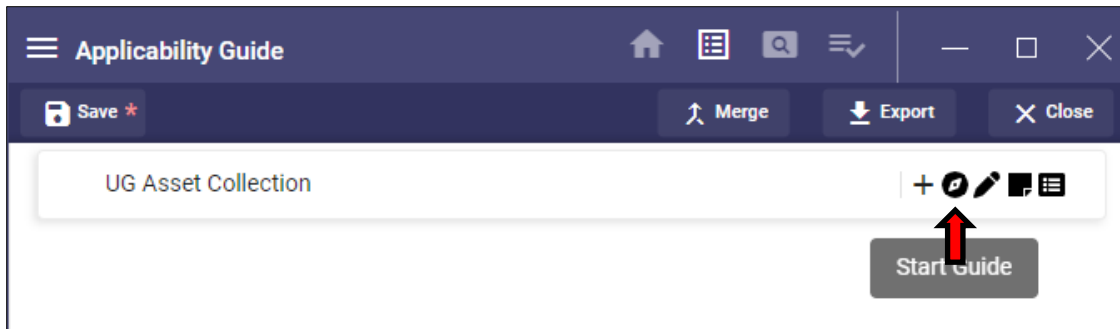 Applicability Guide
Save *
Merge
Export
Close
UG Asset Collection
Start Guide